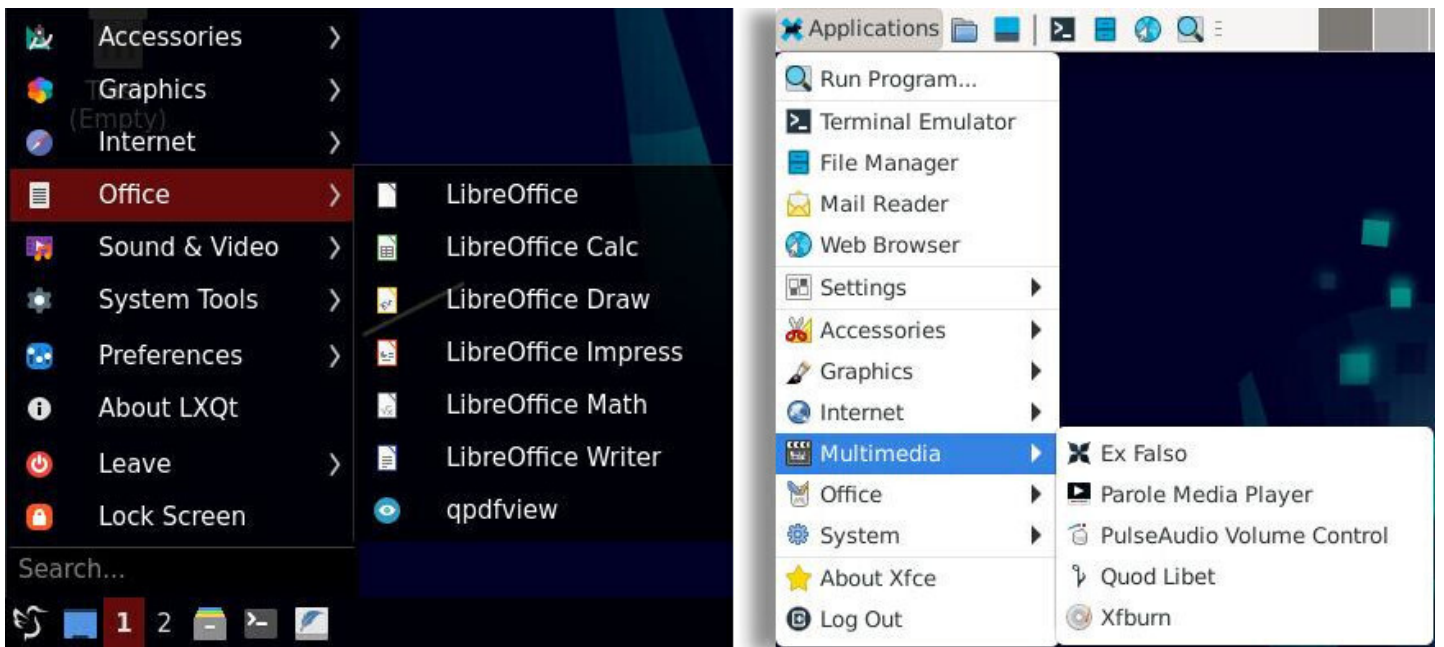 Accessories
Graphics
(Empty)
Internet
Office
Sound & Video
System Tools
Preferences
About LXQt
Leave
Lock Screen
Search...
1 2
LibreOffice
LibreOffice Calc
LibreOffice Draw
LibreOffice Impress
LibreOffice Math
LibreOffice Writer
qpdfview
Applications
Run Program...
Terminal Emulator
File Manager
Mail Reader
Web Browser
Settings
Accessories
Graphics
Internet
Multimedia
Office
System
About Xfce
Log Out
Ex Falso
Parole Media Player
PulseAudio Volume Control
Quod Libet
Xfburn